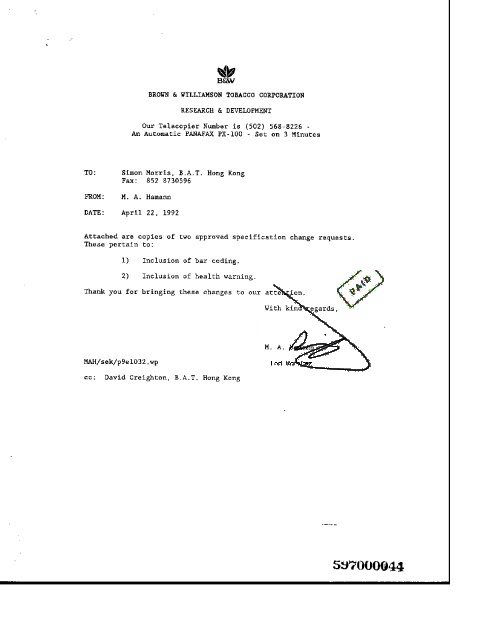 B&W
BROWN & WILLIAMSON TOBACCO CORPORATION
RESEARCH & DEVELOPMENT
Our Telecopier Number is (502) 568-8226 -
An Automatic PANAFAX PX-100 - Set on 3 Minutes
TO: Simon Morris, B.A.T. Hong Kong
Fax: 852 8730596
FROM: M. A. Hamann
DATE: April 22, 1992
Attached are copies of two approved specification change requests.
These pertain to:
1) Inclusion of bar coding.
2) Inclusion of health warning.
Thank you for bringing these changes to our attention.
PAID
With kind regards,
M. A.
MAH/sek/p9e1032.wp
cc: David Creighton, B.A.T. Hong Kong
597000044